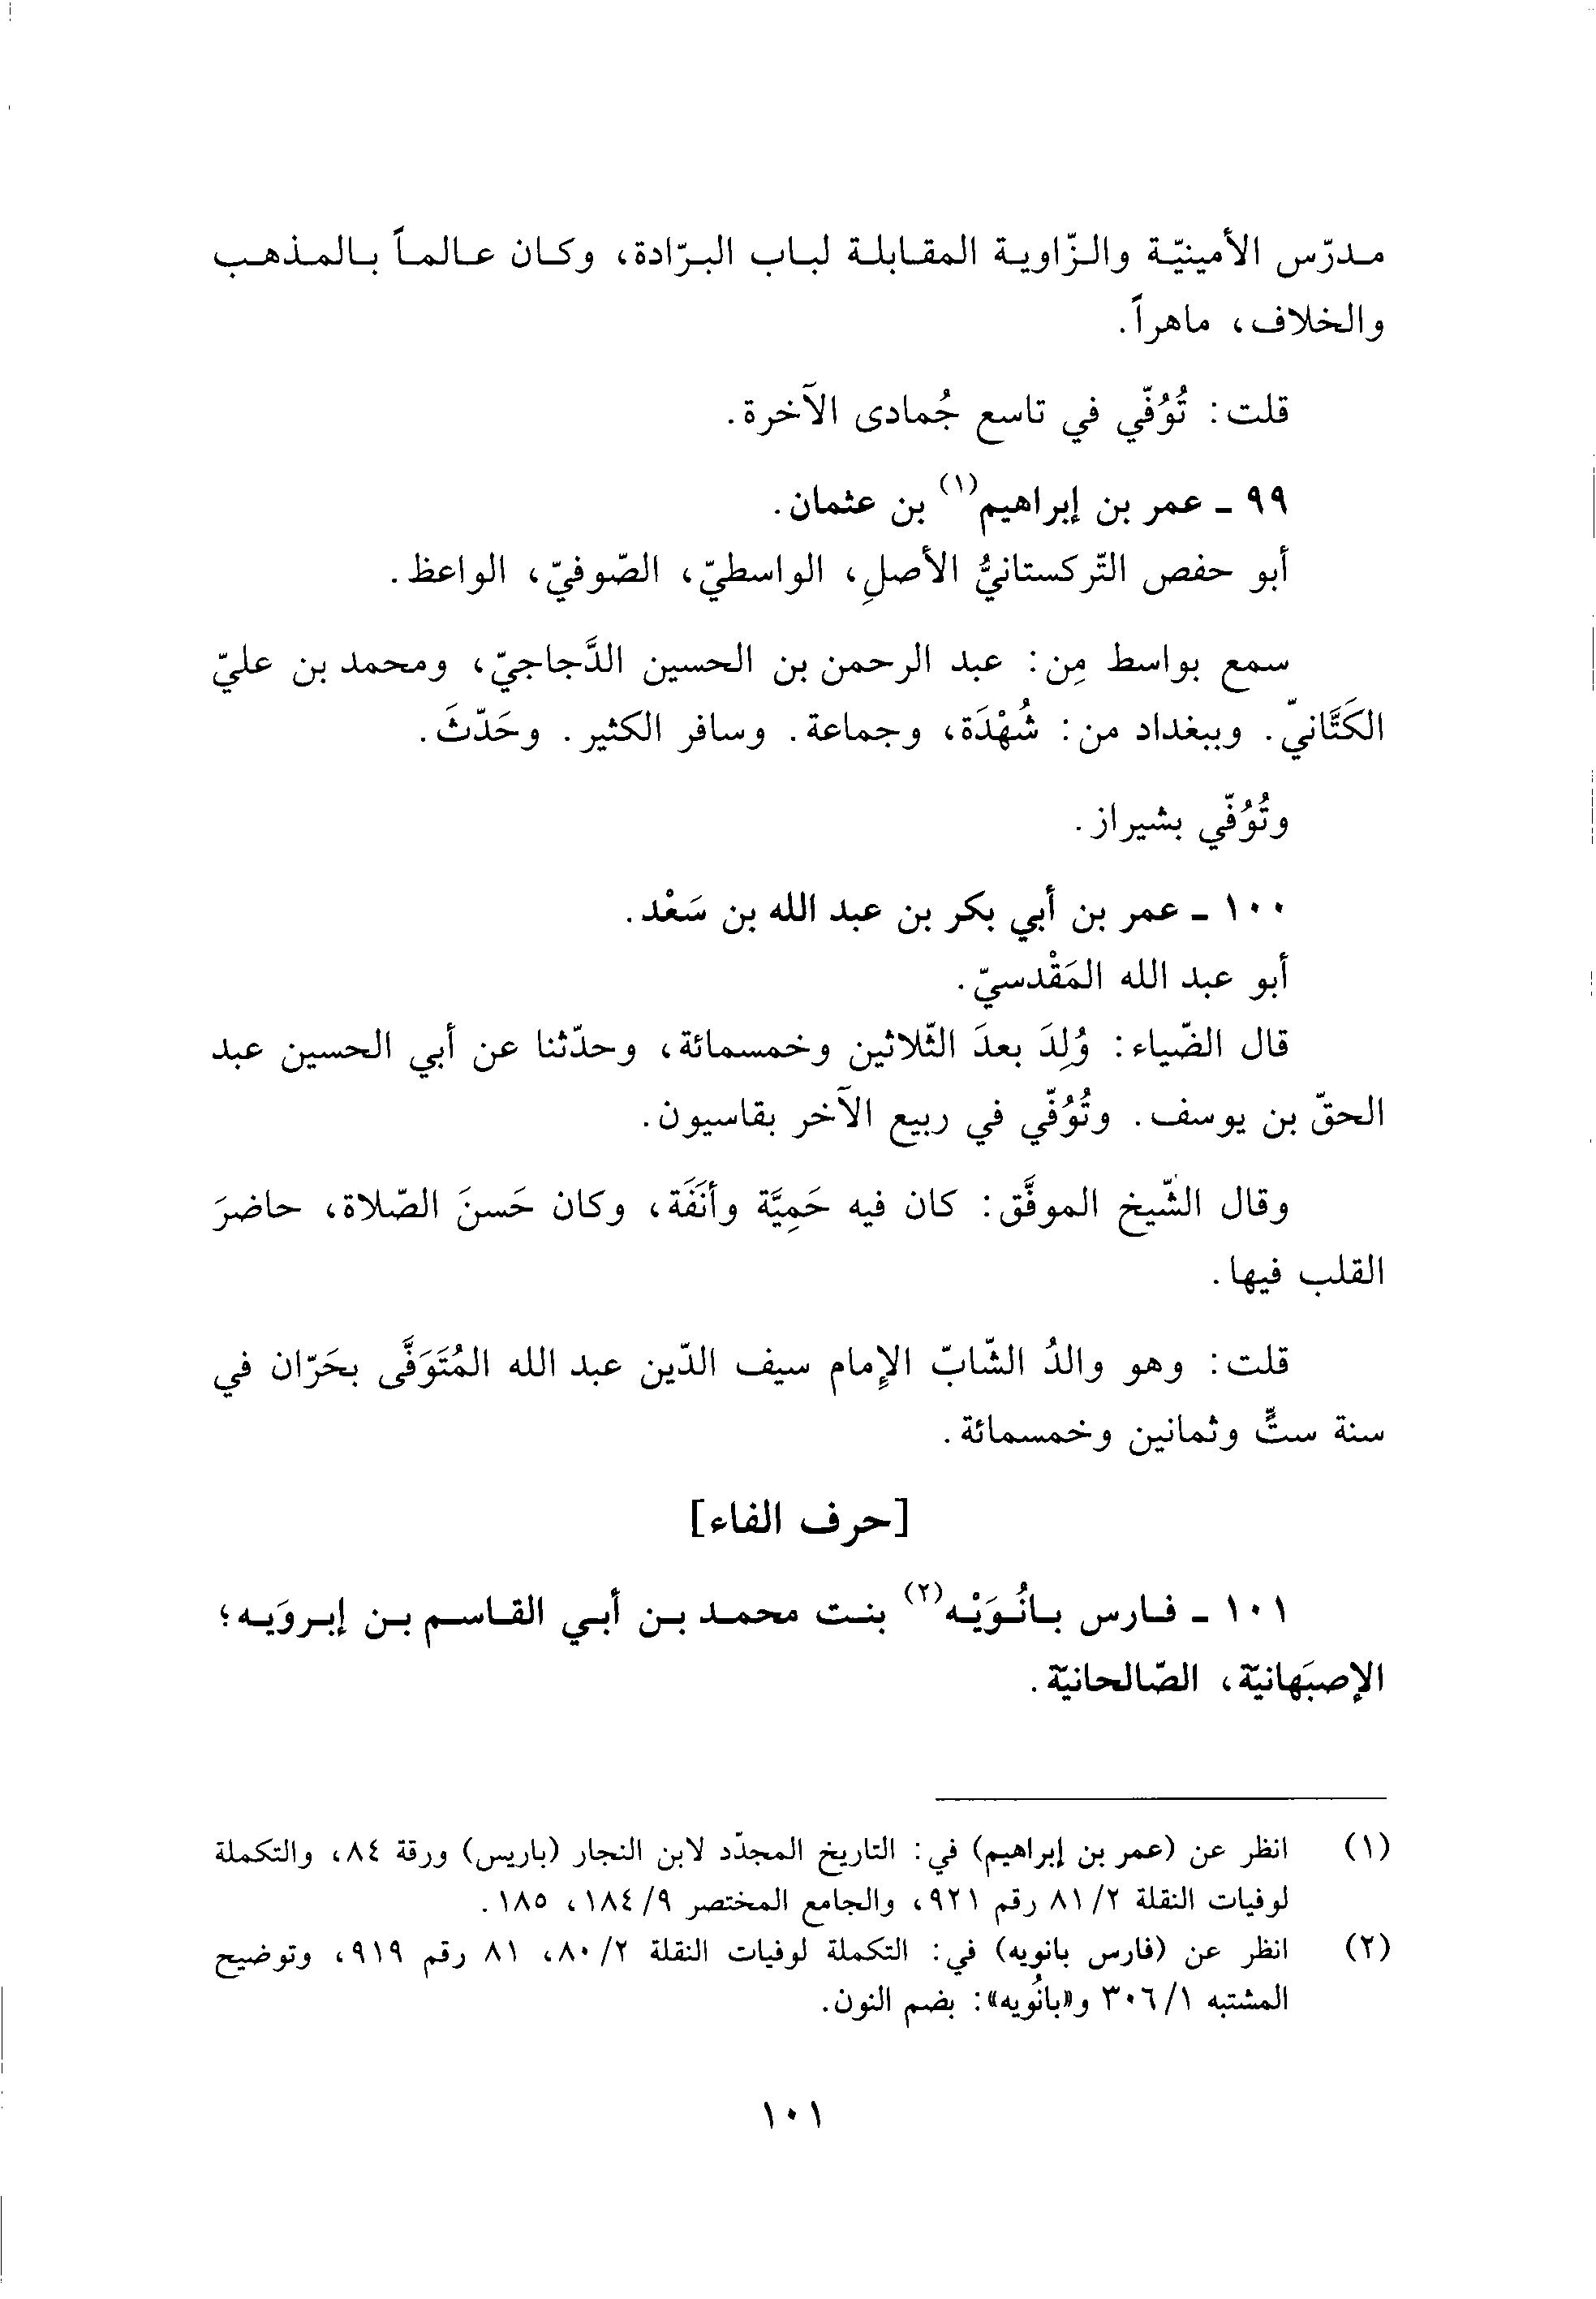 مدرّس الأمينيّة والزّاوية المقابلة لباب البرّادة، وكان عالماً بالمذهب
والخلاف، ماهراً.
قلت: تُوُفّي في تاسع جُمادى الآخرة.
٩٩ - عمر بن إبراهيم(١) بن عثمان.
أبو حفص التّركستانيُّ الأصلِ، الواسطيّ، الصّوفيّ، الواعظ.
سمع بواسط مِن: عبد الرحمن بن الحسين الدَّجاجيّ، ومحمد بن عليّ
الكَتَّانيّ. وببغداد من: شُهْدَة، وجماعة. وسافر الكثير. وحَدّثَ.
وتُوُفّي بشيراز.
١٠٠ - عمر بن أبي بكر بن عبد الله بن سَعْد.
أبو عبد الله المَقْدسيّ.
قال الضّياء: وُلِدَ بعدَ الثّلاثين وخمسمائة، وحدّثنا عن أبي الحسين عبد
الحقّ بن يوسف. وتُوُفّي في ربيع الآخر بقاسيون.
وقال الشّيخ الموفَّق: كان فيه حَمِيَّة وأنَفَة، وكان حَسنَ الصّلاة، حاضرَ
القلب فيها.
قلت: وهو والدُ الشّابّ الإمام سيف الدّين عبد الله المُتَوَفَّى بحَرّان في
سنة ستٍّ وثمانين وخمسمائة.
[حرف الفاء]
١٠١ - فارس بانُوَيْه(٢) بنت محمد بن أبي القاسم بن إبروَيه؛
الإصبَهانيّة، الصّالحانيّة.
(١) انظر عن (عمر بن إبراهيم) في: التاريخ المجدّد لابن النجار (باريس) ورقة ٨٤، والتكملة
لوفيات النقلة ٢/ ٨١ رقم ٩٢١، والجامع المختصر ٩/ ١٨٤، ١٨٥.
(٢) انظر عن (فارس بانويه) في: التكملة لوفيات النقلة ٢/ ٨٠، ٨١ رقم ٩١٩، وتوضيح
المشتبه ١/ ٣٠٦ و«بانُويه»: بضم النون.
١٠١